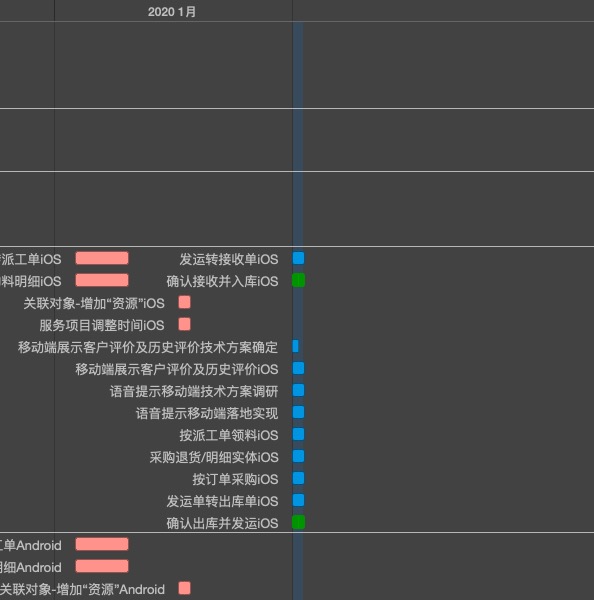 2020 1月
派工单iOS
发运转接收单iOS
料明细iOS
确认接收并入库iOS
关联对象-增加“资源”iOS
服务项目调整时间iOS
移动端展示客户评价及历史评价技术方案确定
移动端展示客户评价及历史评价iOS
语音提示移动端技术方案调研
语音提示移动端落地实现
按派工单领料iOS
采购退货/明细实体iOS
按订单采购iOS
发运单转出库单iOS
确认出库并发运iOS
工单Android
细Android
关联对象-增加“资源”Android